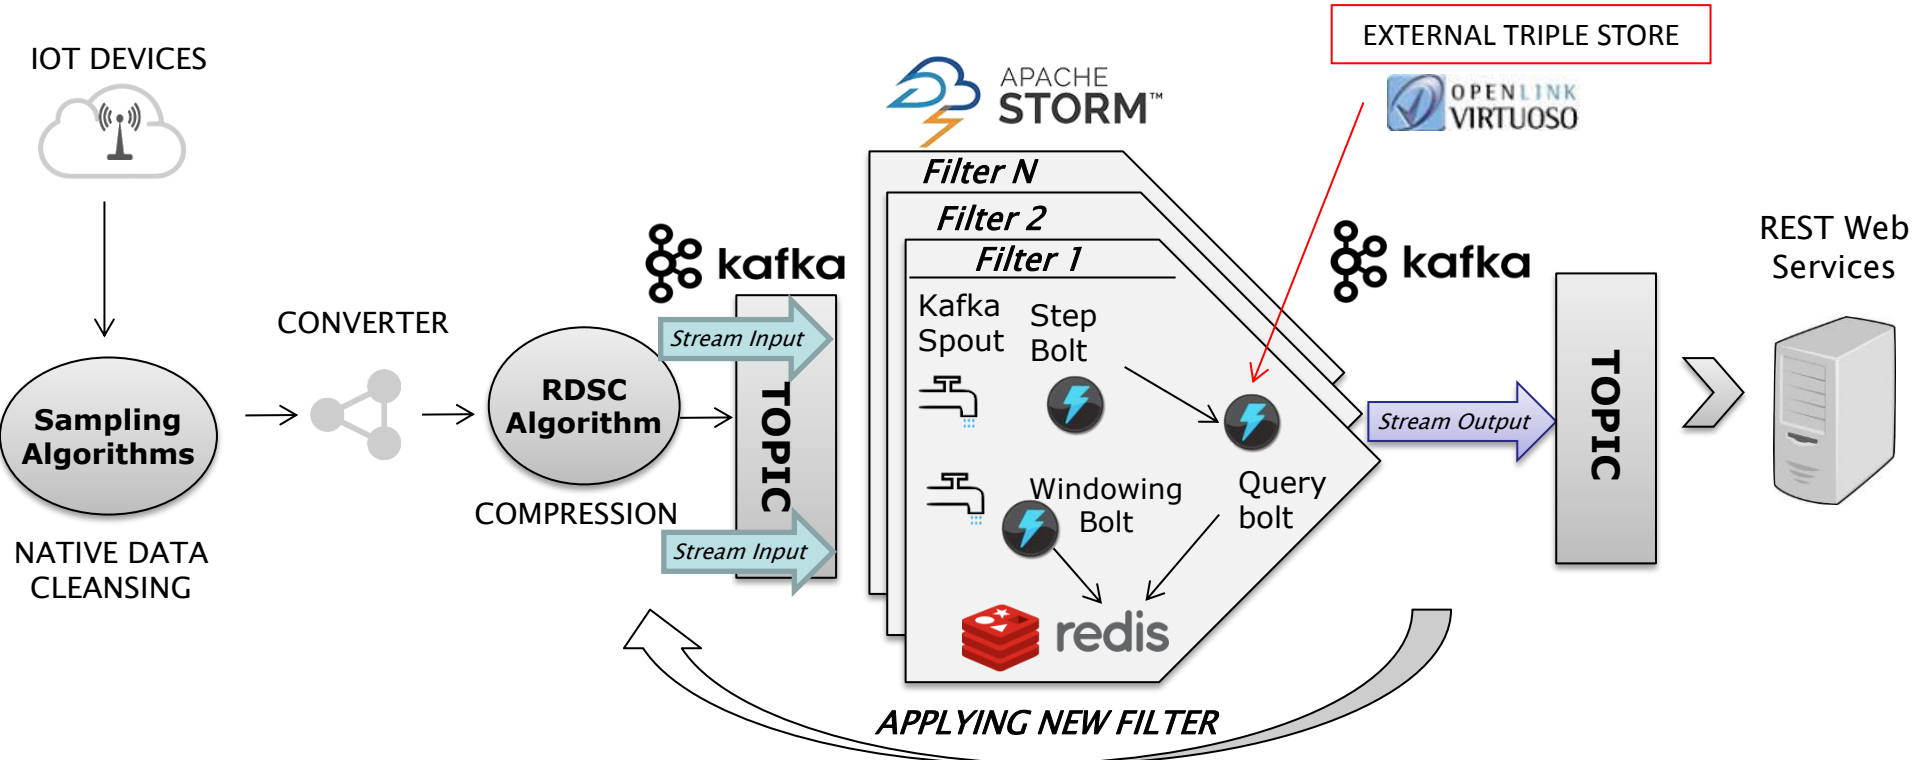 IOT DEVICES
Sampling
Algorithms
NATIVE DATA
CLEANSING
CONVERTER
RDSC
Algorithm
COMPRESSION
kafka
TOPIC
Stream Input
Stream Input
APACHE
STORM™
Filter N
Filter 2
Filter 1
Kafka
Spout
Step
Bolt
Windowing
Bolt
Query
bolt
redis
EXTERNAL TRIPLE STORE
OPENLINK
VIRTUOSO
kafka
Stream Output
TOPIC
REST Web
Services
APPLYING NEW FILTER